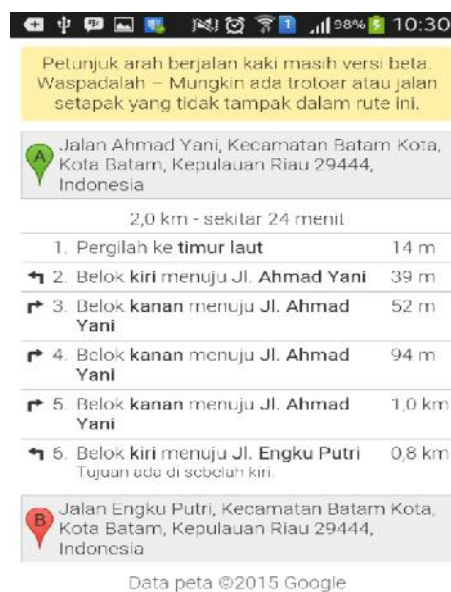 1 98% 10:30
Petunjuk arah berjalan kaki masih versi beta.
Waspadalah – Mungkin ada trotoar atau jalan
setapak yang tidak tampak dalam rute ini.
A
Jalan Ahmad Yani, Kecamatan Batam Kota,
Kota Batam, Kepulauan Riau 29444,
Indonesia
2,0 km - sekitar 24 menit
1. Pergilah ke timur laut 14 m
2. Belok kiri menuju Jl. Ahmad Yani 39 m
3. Belok kanan menuju Jl. Ahmad 52 m
Yani
4. Belok kanan menuju Jl. Ahmad 94 m
Yani
5. Belok kanan menuju Jl. Ahmad 1,0 km
Yani
6. Belok kiri menuju Jl. Engku Putri 0,8 km
Tujuan ada di sebelah kiri.
B
Jalan Engku Putri, Kecamatan Batam Kota,
Kota Batam, Kepulauan Riau 29444,
Indonesia
Data peta ©2015 Google